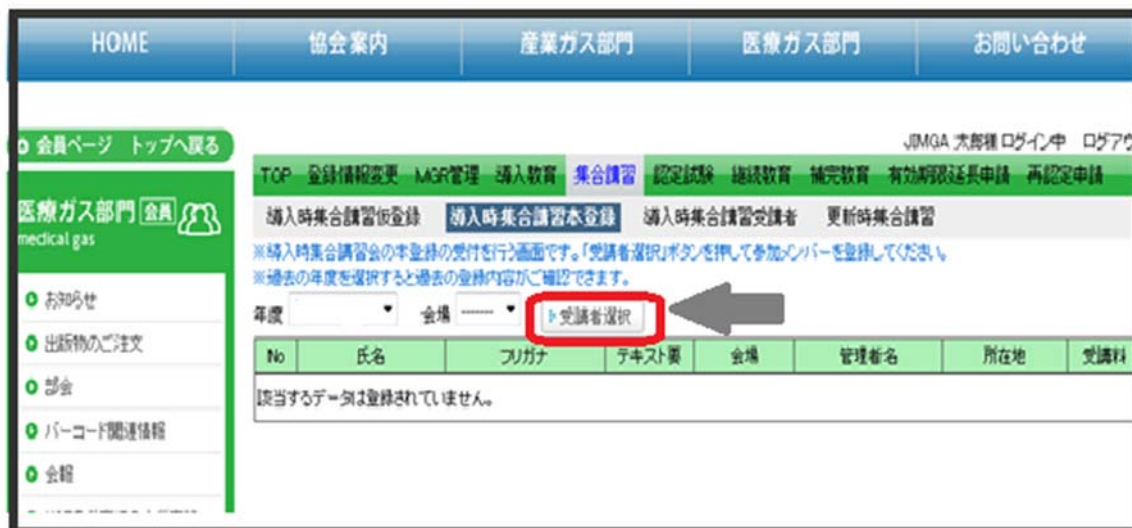 HOME 協会案内 産業ガス部門 医療ガス部門 お問い合わせ
会員ページ トップへ戻る
JIMGA 太郎様 ログイン中 ログアウ
TOP 登録情報変更 MGR管理 導入教育 集合講習 認定試験 継続教育 補完教育 有効期限延長申請 再認定申請
医療ガス部門 会員
medical gas
導入時集合講習仮登録 導入時集合講習本登録 導入時集合講習受講者 更新時集合講習
※導入時集合講習会の本登録の受付を行う画面です。「受講者選択」ボタンを押して参加メンバーを登録してください。
※過去の年度を選択すると過去の登録内容がご確認できます。
年度 会場 ------- 受講者選択
No 氏名 フリガナ テキスト要 会場 管理者名 所在地 受講料
該当するデータは登録されていません。
お知らせ
出版物のご注文
部会
バーコード関連情報
会報